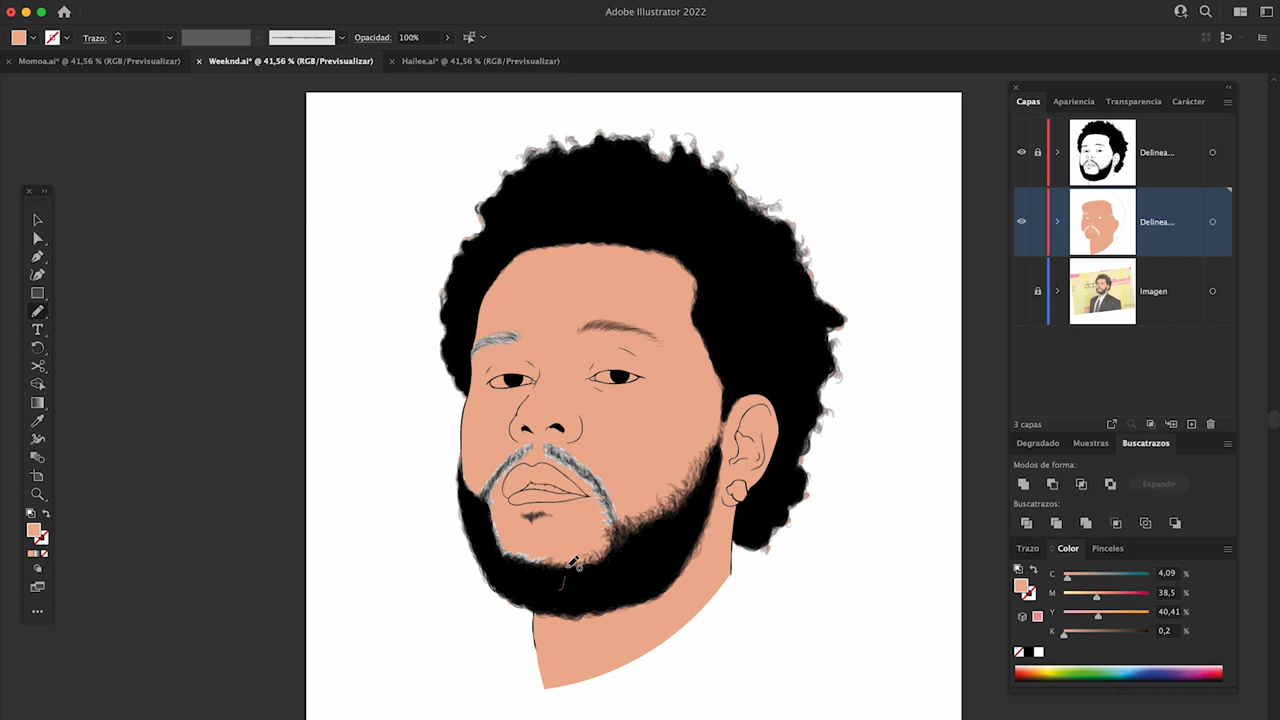 Adobe Illustrator 2022
Trazo: Opacidad: 100%
Momoa.ai* @ 41,56 % (RGB/Previsualizar) Weeknd.ai* @ 41,56 % (RGB/Previsualizar) Hailee.ai* @ 41,56 % (RGB/Previsualizar)
Capas Apariencia Transparencia Carácter
Delinea...
Delinea...
Imagen
3 capas
Degradado Muestras Buscatrazos
Modos de forma:
Expandir
Buscatrazos:
Trazo Color Pinceles
C 4,09 %
M 38,5 %
Y 40,41 %
K 0,2 %